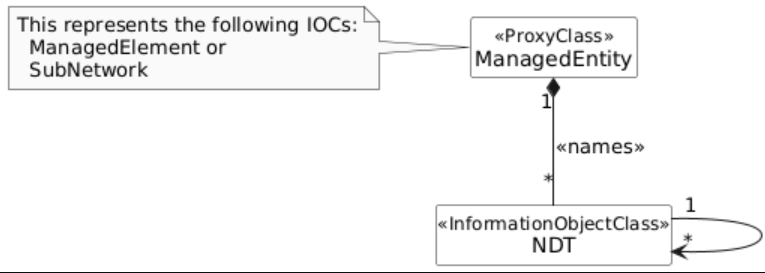 This represents the following IOCs:
ManagedElement or
SubNetwork
«ProxyClass»
ManagedEntity
1
«names»
*
«InformationObjectClass»
NDT
1
*